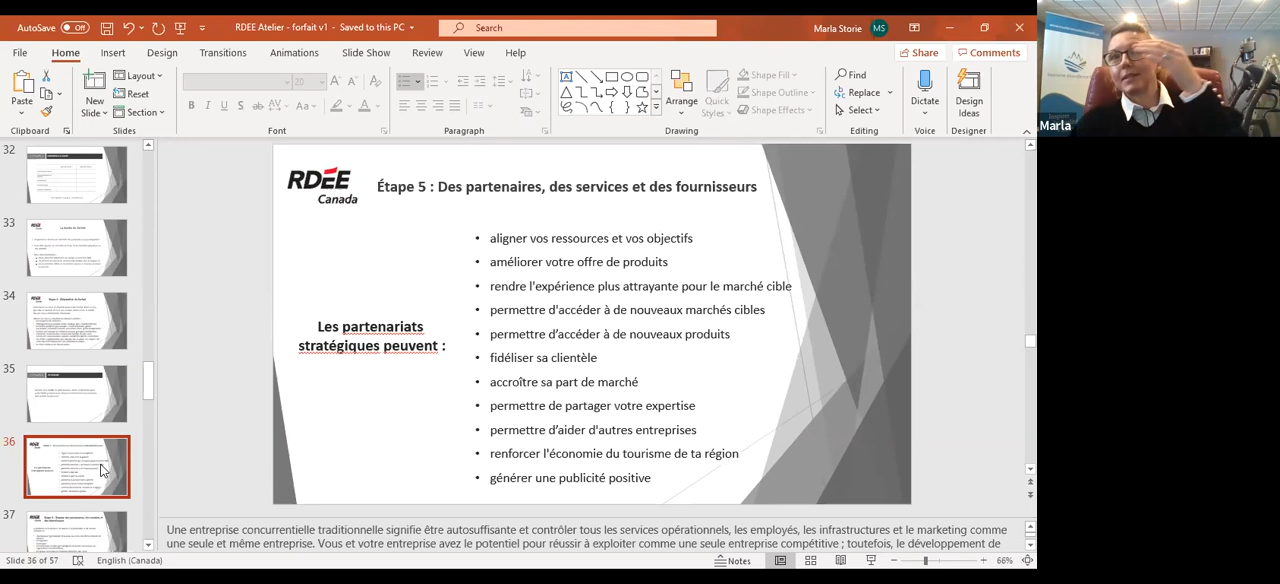 AutoSave Off RDEE Atelier - forfait v1 - Saved to this PC Search Marla Storie MS
File Home Insert Design Transitions Animations Slide Show Review View Help Share Comments
Paste New Slide Layout Reset Section 20 Arrange Quick Styles Shape Fill Shape Outline Shape Effects Find Replace Select Dictate Design Ideas
Clipboard Slides Font Paragraph Drawing Editing Voice Designer
Marla
32
33
34
35
36
37
RDÉE
Canada
Étape 5 : Des partenaires, des services et des fournisseurs
Les partenariats
stratégiques peuvent :
• aligner vos ressources et vos objectifs
• améliorer votre offre de produits
• rendre l'expérience plus attrayante pour le marché cible
• permettre d'accéder à de nouveaux marchés cibles
• permettre d'accéder à de nouveaux produits
• fidéliser sa clientèle
• accroître sa part de marché
• permettre de partager votre expertise
• permettre d'aider d'autres entreprises
• renforcer l'économie du tourisme de ta région
• générer une publicité positive
Une entreprise concurrentielle traditionnelle signifie être autonome et contrôler tous les services opérationnels, les employés, les infrastructures et le marketing comme
une seule et même entreprise. Vous et votre entreprise avez le potentiel pour réussir à exploiter comme une seule entreprise compétitive ; toutefois, le développement de
Slide 36 of 57 English (Canada) Notes 66%